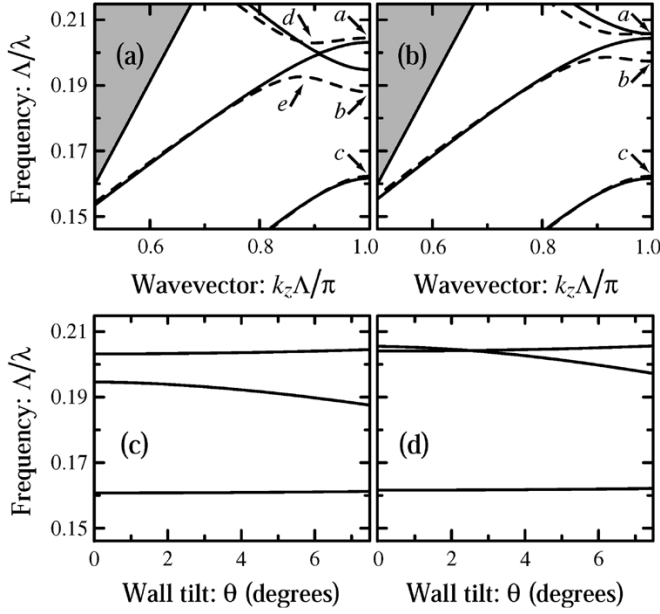 Frequency: Λ/λ
0.21
0.19
0.17
0.15
(a)
d
a
e
b
c
0.6
0.8
1.0
Wavevector: k_zΛ/π
(b)
a
b
c
0.6
0.8
1.0
Wavevector: k_zΛ/π
Frequency: Λ/λ
0.21
0.19
0.17
0.15
(c)
0
2
4
6
Wall tilt: θ (degrees)
(d)
0
2
4
6
Wall tilt: θ (degrees)